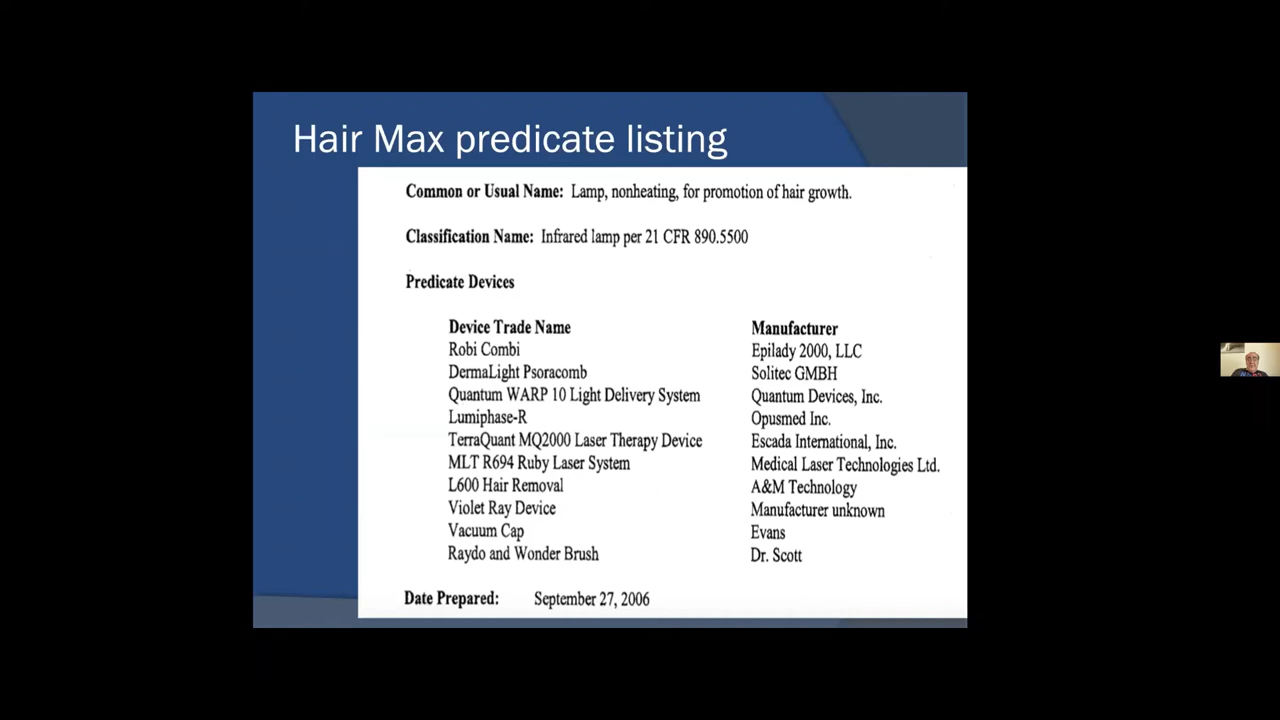 Hair Max predicate listing
Common or Usual Name: Lamp, nonheating, for promotion of hair growth.
Classification Name: Infrared lamp per 21 CFR 890.5500
Predicate Devices
Device Trade Name Manufacturer
Robi Combi Epilady 2000, LLC
DermaLight Psoracomb Solitec GMBH
Quantum WARP 10 Light Delivery System Quantum Devices, Inc.
Lumiphase-R Opusmed Inc.
TerraQuant MQ2000 Laser Therapy Device Escada International, Inc.
MLT R694 Ruby Laser System Medical Laser Technologies Ltd.
L600 Hair Removal A&M Technology
Violet Ray Device Manufacturer unknown
Vacuum Cap Evans
Raydo and Wonder Brush Dr. Scott
Date Prepared: September 27, 2006